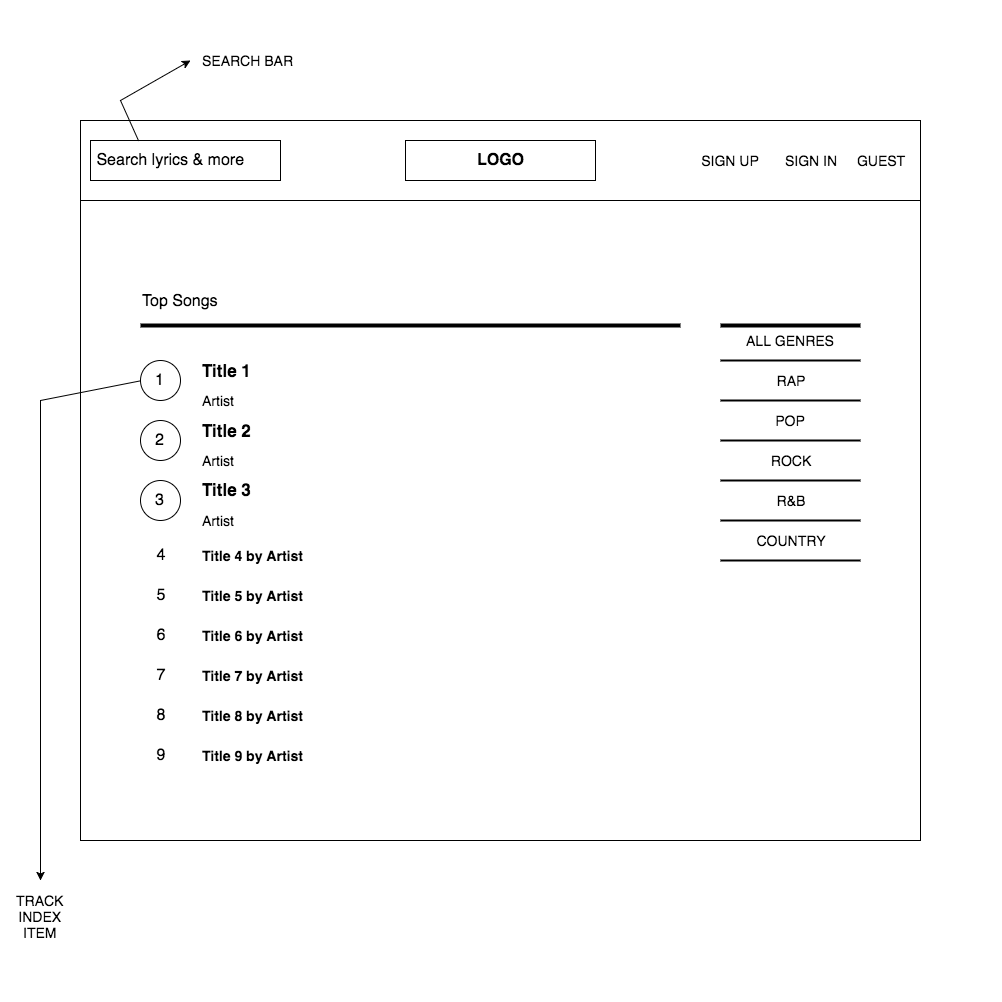 SEARCH BAR
Search lyrics & more
LOGO
SIGN UP
SIGN IN
GUEST
Top Songs
1
Title 1
Artist
2
Title 2
Artist
3
Title 3
Artist
4
Title 4 by Artist
5
Title 5 by Artist
6
Title 6 by Artist
7
Title 7 by Artist
8
Title 8 by Artist
9
Title 9 by Artist
ALL GENRES
RAP
POP
ROCK
R&B
COUNTRY
TRACK
INDEX
ITEM